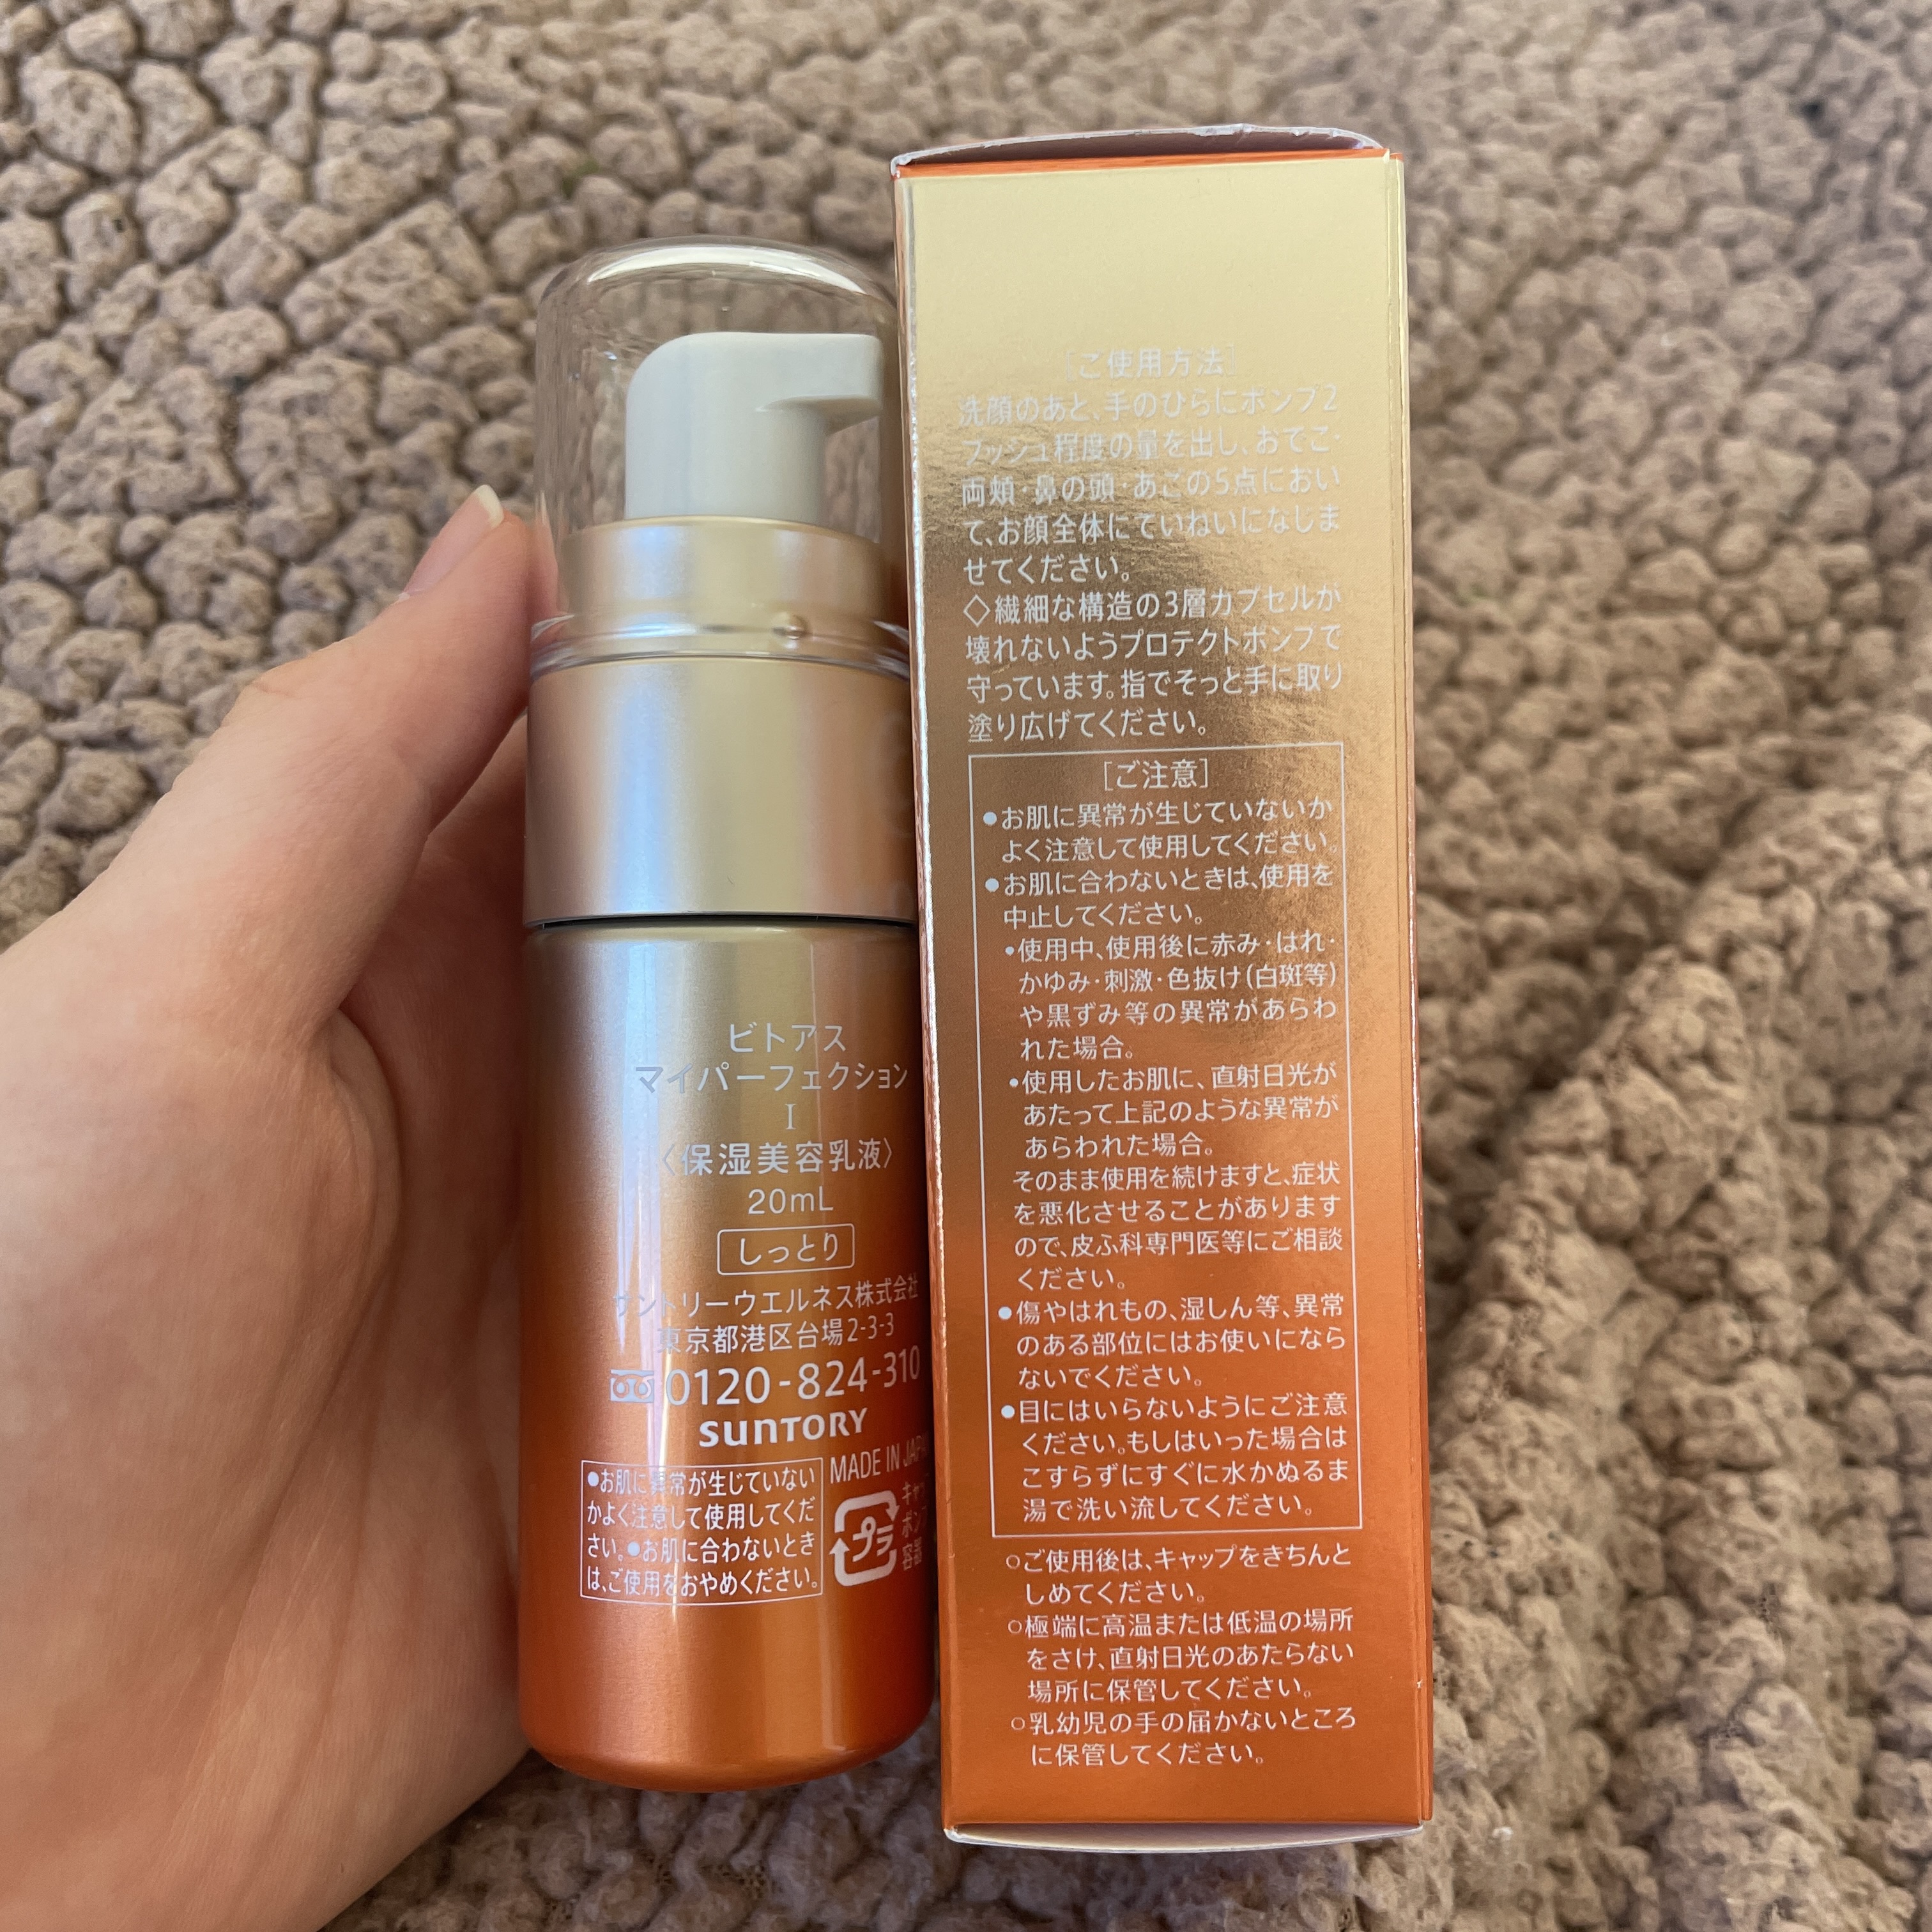 ビトアス
マイパーフェクション
I
〈保湿美容乳液〉
20mL
しっとり
サントリーウエルネス株式会社
東京都港区台場2-3-3
0120-824-310
SUNTORY
MADE IN JAPA
●お肌に異常が生じていない
かよく注意して使用してくだ
さい。●お肌に合わないとき
は、ご使用をおやめください。
プラ
キャ
ポン
容器
[ご使用方法]
洗顔のあと、手のひらにポンプ2
プッシュ程度の量を出し、おでこ・
両頬・鼻の頭・あごの5点におい
て、お顔全体にていねいになじま
せてください。
◇繊細な構造の3層カプセルが
壊れないようプロテクトポンプで
守っています。指でそっと手に取り
塗り広げてください。
[ご注意]
●お肌に異常が生じていないか
よく注意して使用してください。
●お肌に合わないときは、使用を
中止してください。
・使用中、使用後に赤み・はれ・
かゆみ・刺激・色抜け(白斑等)
や黒ずみ等の異常があらわ
れた場合。
・使用したお肌に、直射日光が
あたって上記のような異常が
あらわれた場合。
そのまま使用を続けますと、症状
を悪化させることがあります
ので、皮ふ科専門医等にご相談
ください。
●傷やはれもの、湿しん等、異常
のある部位にはお使いになら
ないでください。
●目にはいらないようにご注意
ください。もしはいった場合は
こすらずにすぐに水かぬるま
湯で洗い流してください。
○ご使用後は、キャップをきちんと
しめてください。
○極端に高温または低温の場所
をさけ、直射日光のあたらない
場所に保管してください。
○乳幼児の手の届かないところ
に保管してください。